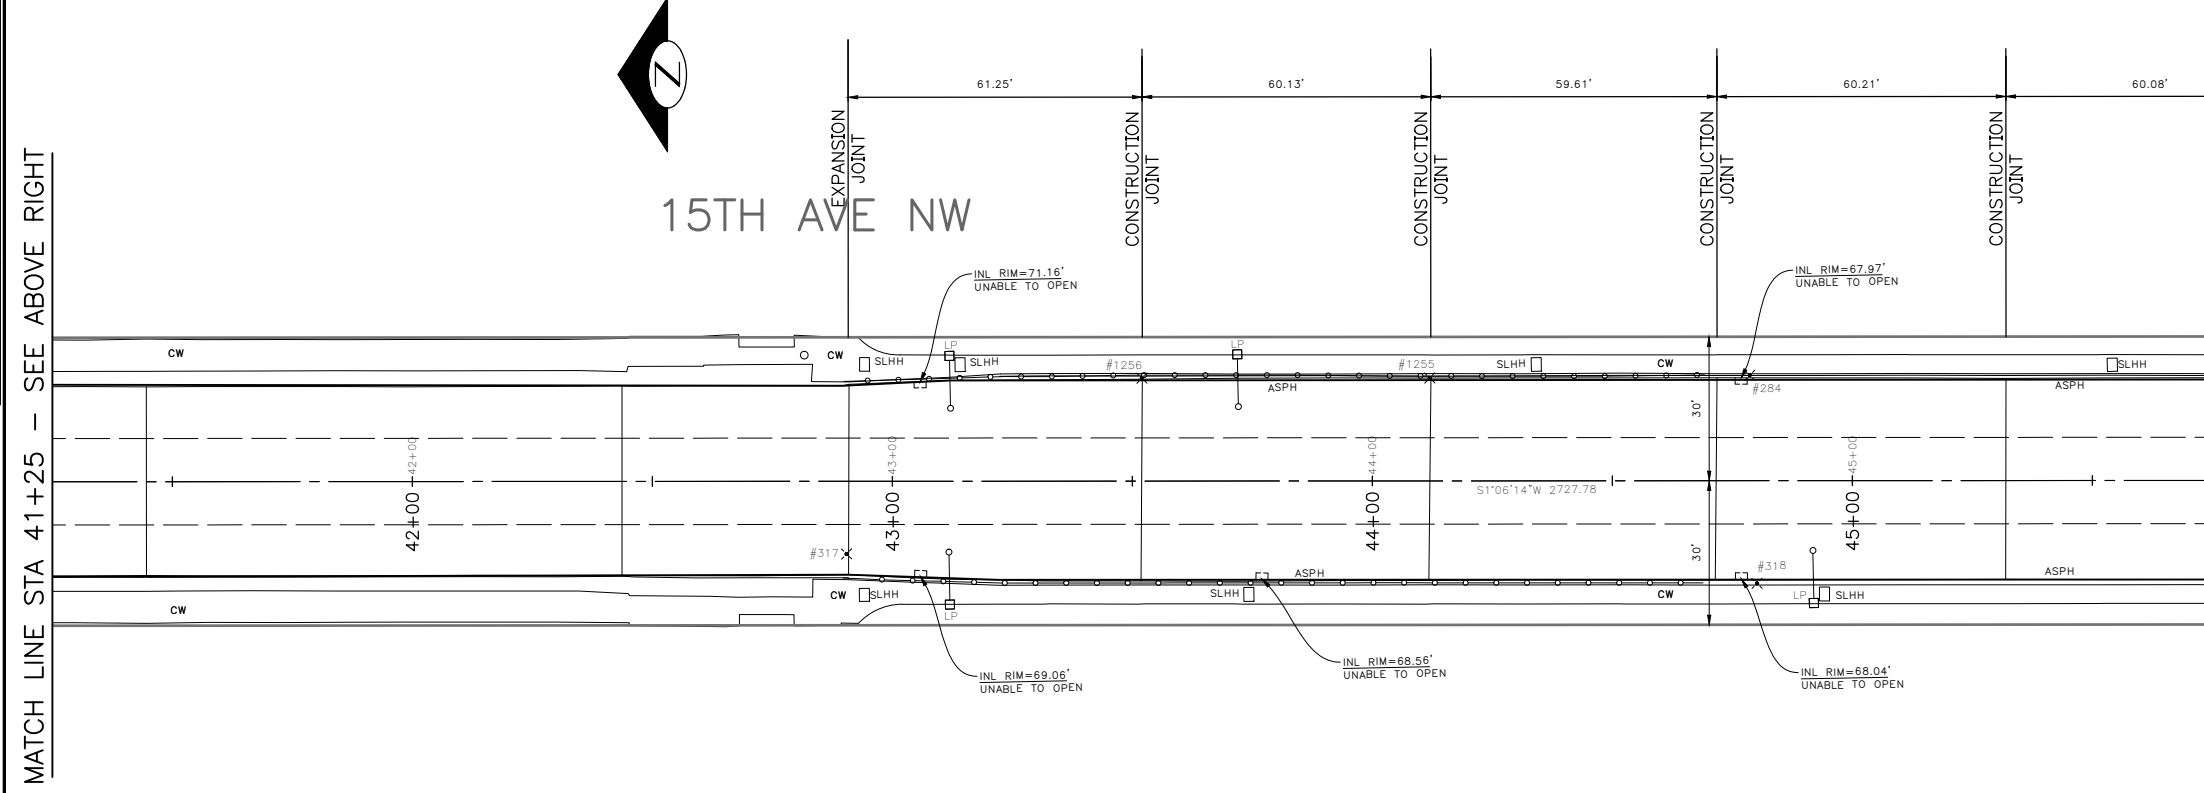 MATCH LINE STA 41+25 – SEE ABOVE RIGHT
Z
61.25'
60.13'
59.61'
60.21'
60.08'
EXPANSION
JOINT
CONSTRUCTION
JOINT
CONSTRUCTION
JOINT
CONSTRUCTION
JOINT
CONSTRUCTION
JOINT
15TH AVE NW
INL RIM=71.16'
UNABLE TO OPEN
INL RIM=67.97'
UNABLE TO OPEN
CW
CW
SLHH
LP
SLHH
#1256
LP
ASPH
#1255
SLHH
CW
#284
ASPH
SLHH
30'
42+00
43+00
44+00
45+00
S1°06'14"W 2727.78
42+00
43+00
44+00
45+00
30'
#317
ASPH
#318
ASPH
CW
CW
SLHH
LP
SLHH
CW
LP
SLHH
INL RIM=69.06'
UNABLE TO OPEN
INL RIM=68.56'
UNABLE TO OPEN
INL RIM=68.04'
UNABLE TO OPEN